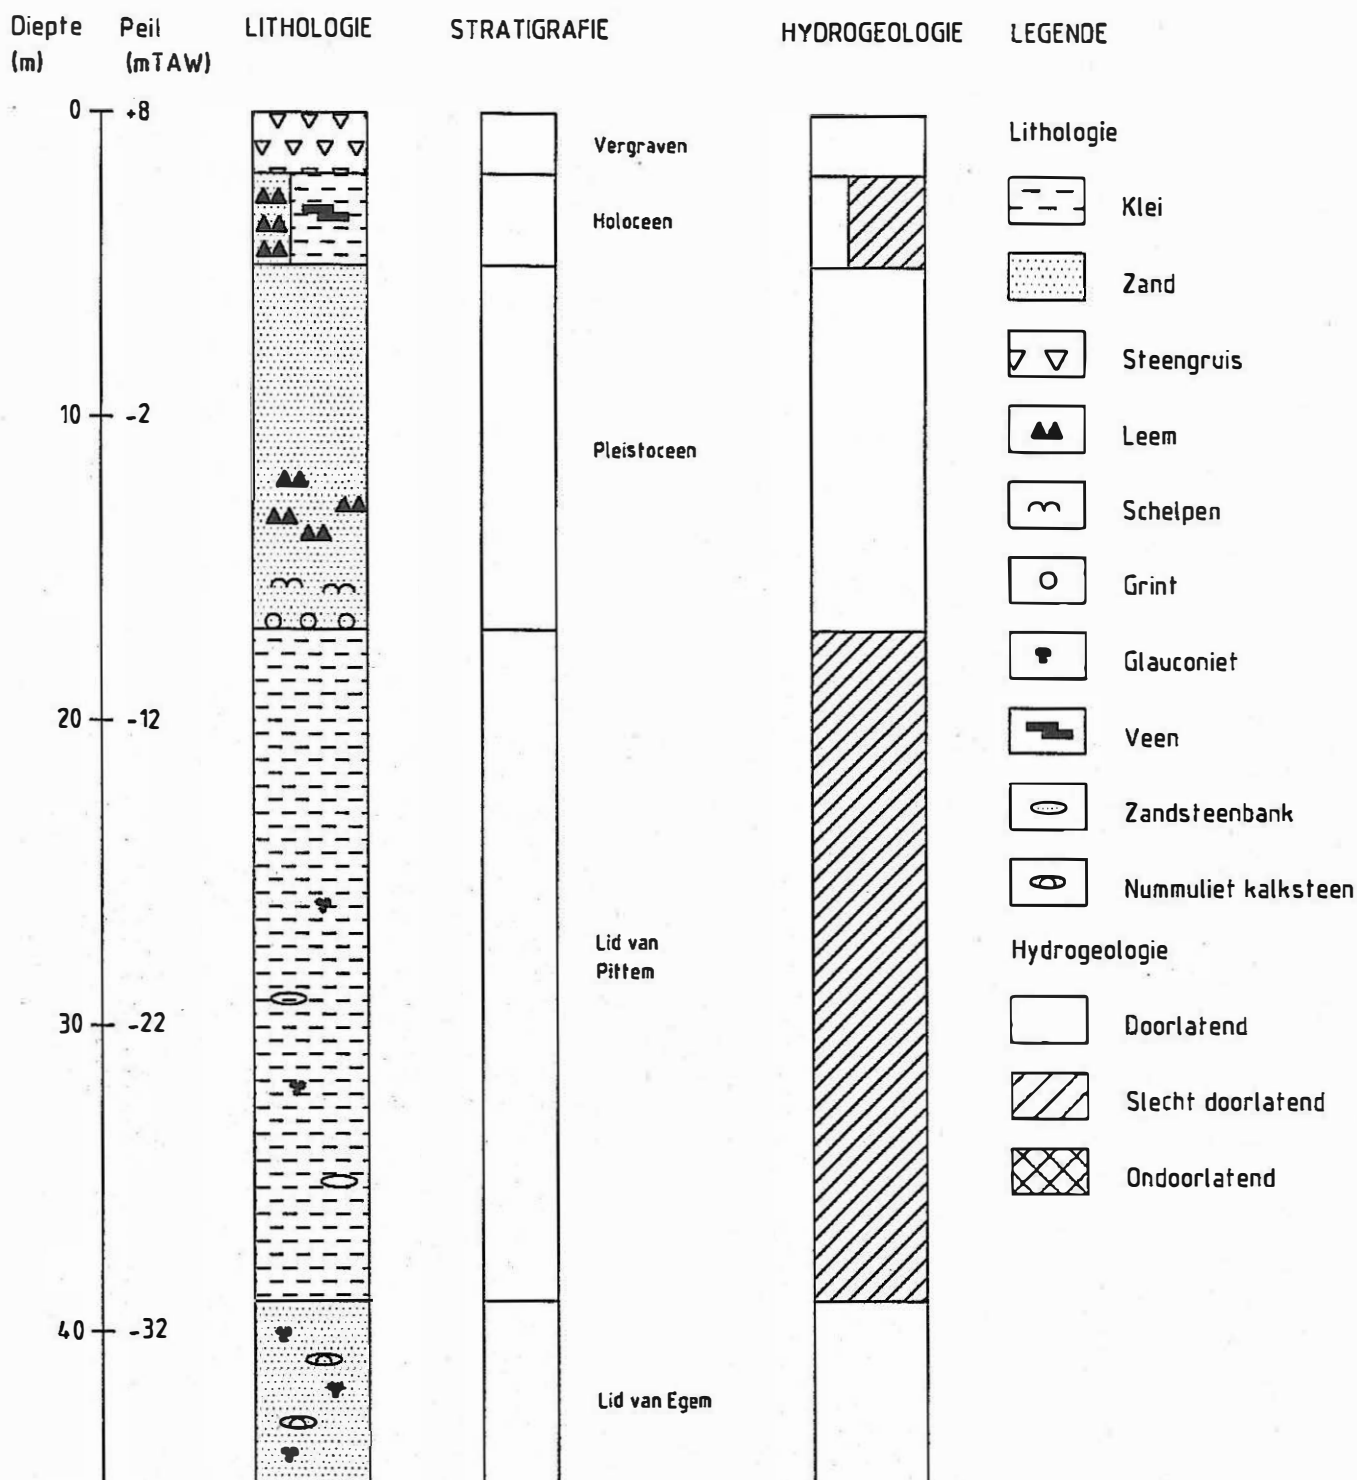 Diepte Peil LITHOLOGIE STRATIGRAFIE HYDROGEOLOGIE LEGENDE
(m) (mTAW)
0 +8
Vergraven
Holoceen
10 -2
Pleistoceen
20 -12
Lid van
Pittem
30 -22
40 -32
Lid van Egem
Lithologie
Klei
Zand
Steengruis
Leem
Schelpen
Grint
Glauconiet
Veen
Zandsteenbank
Nummuliet kalksteen
Hydrogeologie
Doorlatend
Slecht doorlatend
Ondoorlatend